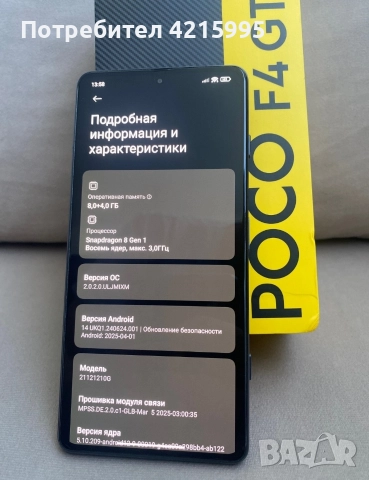 Потребител 4215995
POCO F4 GT
13:58
Подробная
информация и
характеристики
Оперативная память
8,0+4,0 ГБ
Процессор
Snapdragon 8 Gen 1
Восемь ядер, макс. 3,0ГГц
Версия ОС
2.0.2.0.ULJMIXM
Версия Android
14 UKQ1.240624.001 | Обновление безопасности
Android: 2025-04-01
Модель
21121210G
Прошивка модуля связи
MPSS.DE.2.0.c1-GLB-Mar 5 2025-03:00:35
Версия ядра
BAZAR